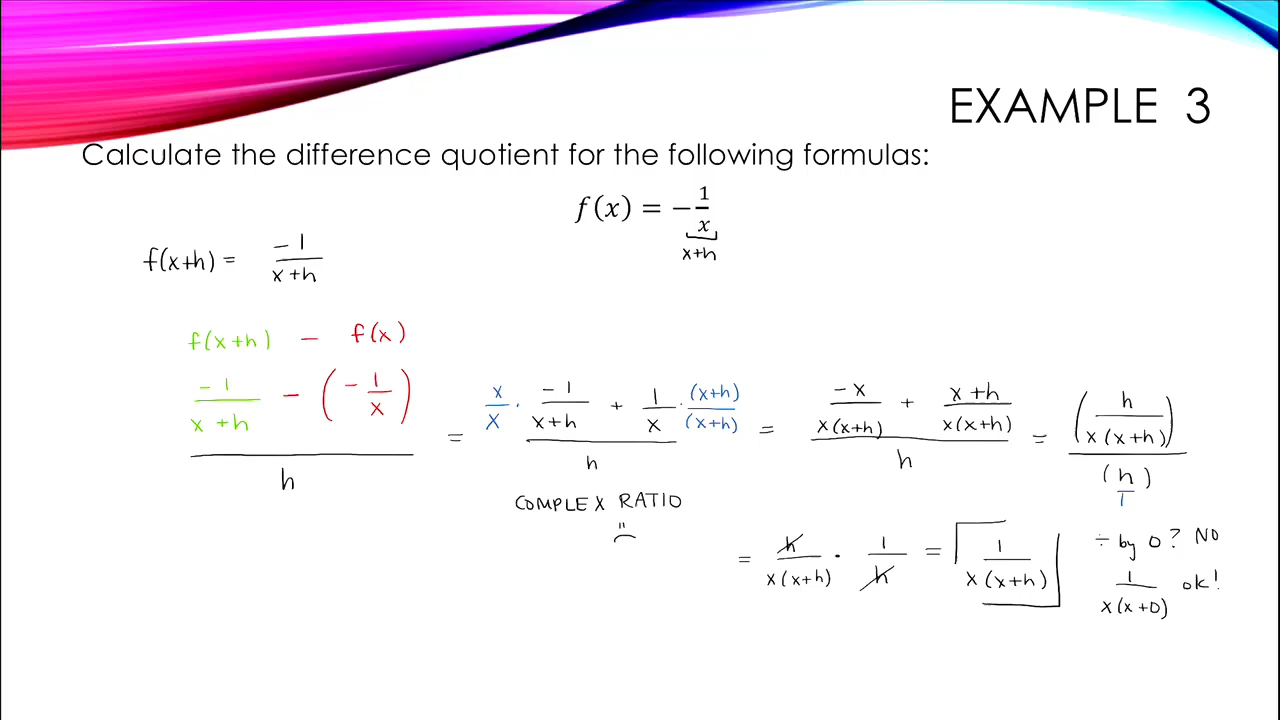 EXAMPLE 3
Calculate the difference quotient for the following formulas:
f(x) = −1/x
x+h
f(x+h) = −1/(x+h)
f(x+h) − f(x)
(−1/(x+h) − (−1/x))/h = (x/x · −1/(x+h) + 1/x · (x+h)/(x+h))/h = (−x/(x(x+h)) + (x+h)/(x(x+h)))/h = (h/(x(x+h)))/(h/1)
COMPLEX RATIO
= h/(x(x+h)) · 1/h = 1/(x(x+h))
÷ by 0? NO
1/(x(x+0)) ok!